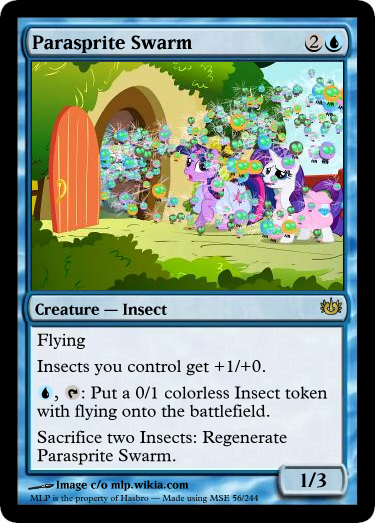 Parasprite Swarm 2
Creature — Insect
Flying
Insects you control get +1/+0.
, : Put a 0/1 colorless Insect token
with flying onto the battlefield.
Sacrifice two Insects: Regenerate
Parasprite Swarm.
Image c/o mlp.wikia.com
1/3
MLP is the property of Hasbro — Made using MSE 56/244